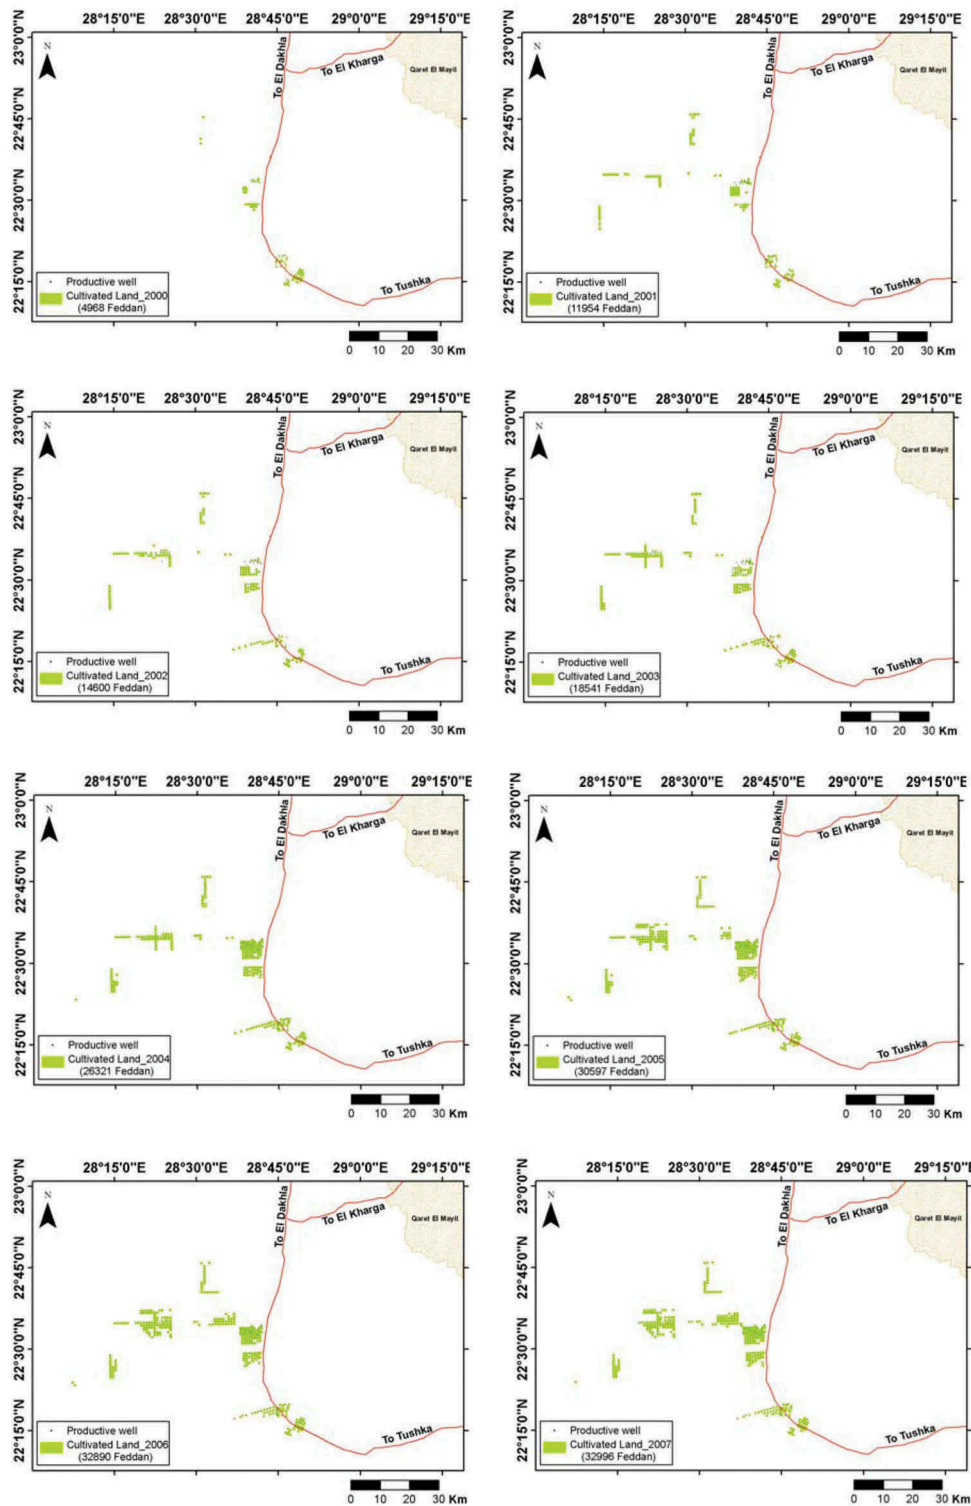 28°15'0"E 28°30'0"E 28°45'0"E 29°0'0"E 29°15'0"E
23°0'0"N
22°45'0"N
22°30'0"N
22°15'0"N
N
To El Dakhla
To El Kharga
Qaret El Mayit
To Tushka
Productive well
Cultivated Land_2000
(4968 Feddan)
0 10 20 30 Km
28°15'0"E 28°30'0"E 28°45'0"E 29°0'0"E 29°15'0"E
23°0'0"N
22°45'0"N
22°30'0"N
22°15'0"N
N
To El Dakhla
To El Kharga
Qaret El Mayit
To Tushka
Productive well
Cultivated Land_2001
(11954 Feddan)
0 10 20 30 Km
28°15'0"E 28°30'0"E 28°45'0"E 29°0'0"E 29°15'0"E
23°0'0"N
22°45'0"N
22°30'0"N
22°15'0"N
N
To El Dakhla
To El Kharga
Qaret El Mayit
To Tushka
Productive well
Cultivated Land_2002
(14600 Feddan)
0 10 20 30 Km
28°15'0"E 28°30'0"E 28°45'0"E 29°0'0"E 29°15'0"E
23°0'0"N
22°45'0"N
22°30'0"N
22°15'0"N
N
To El Dakhla
To El Kharga
Qaret El Mayit
To Tushka
Productive well
Cultivated Land_2003
(18541 Feddan)
0 10 20 30 Km
28°15'0"E 28°30'0"E 28°45'0"E 29°0'0"E 29°15'0"E
23°0'0"N
22°45'0"N
22°30'0"N
22°15'0"N
N
To El Dakhla
To El Kharga
Qaret El Mayit
To Tushka
Productive well
Cultivated Land_2004
(26321 Feddan)
0 10 20 30 Km
28°15'0"E 28°30'0"E 28°45'0"E 29°0'0"E 29°15'0"E
23°0'0"N
22°45'0"N
22°30'0"N
22°15'0"N
N
To El Dakhla
To El Kharga
Qaret El Mayit
To Tushka
Productive well
Cultivated Land_2005
(30597 Feddan)
0 10 20 30 Km
28°15'0"E 28°30'0"E 28°45'0"E 29°0'0"E 29°15'0"E
23°0'0"N
22°45'0"N
22°30'0"N
22°15'0"N
N
To El Dakhla
To El Kharga
Qaret El Mayit
To Tushka
Productive well
Cultivated Land_2006
(32890 Feddan)
0 10 20 30 Km
28°15'0"E 28°30'0"E 28°45'0"E 29°0'0"E 29°15'0"E
23°0'0"N
22°45'0"N
22°30'0"N
22°15'0"N
N
To El Dakhla
To El Kharga
Qaret El Mayit
To Tushka
Productive well
Cultivated Land_2007
(32996 Feddan)
0 10 20 30 Km